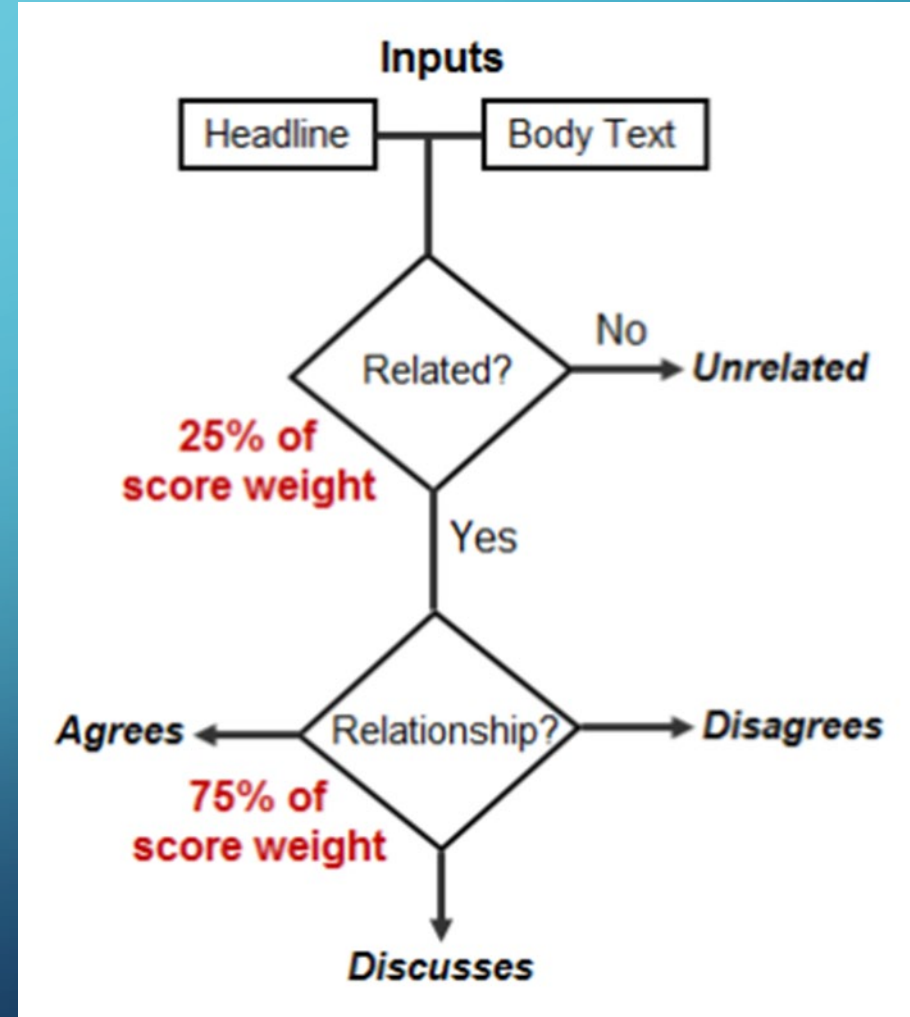 Inputs
Headline
Body Text
Related?
No
Unrelated
25% of
score weight
Yes
Agrees
Relationship?
Disagrees
75% of
score weight
Discusses